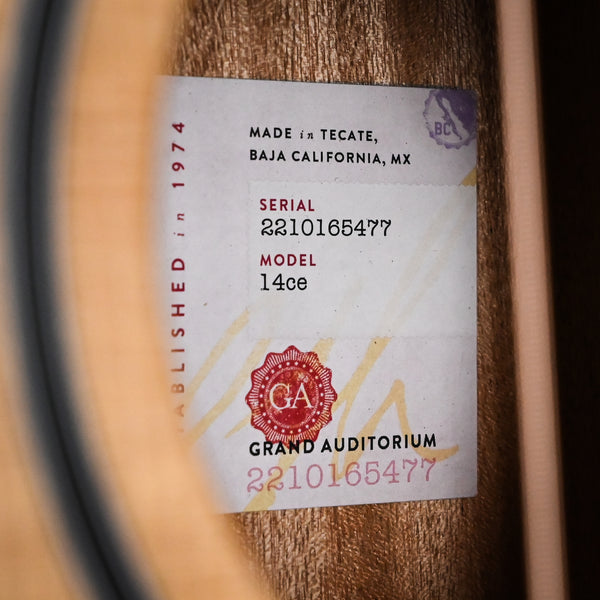 ABLISHED in 1974
MADE in TECATE,
BAJA CALIFORNIA, MX
BC
SERIAL
2210165477
MODEL
14ce
GA
GRAND AUDITORIUM
2210165477